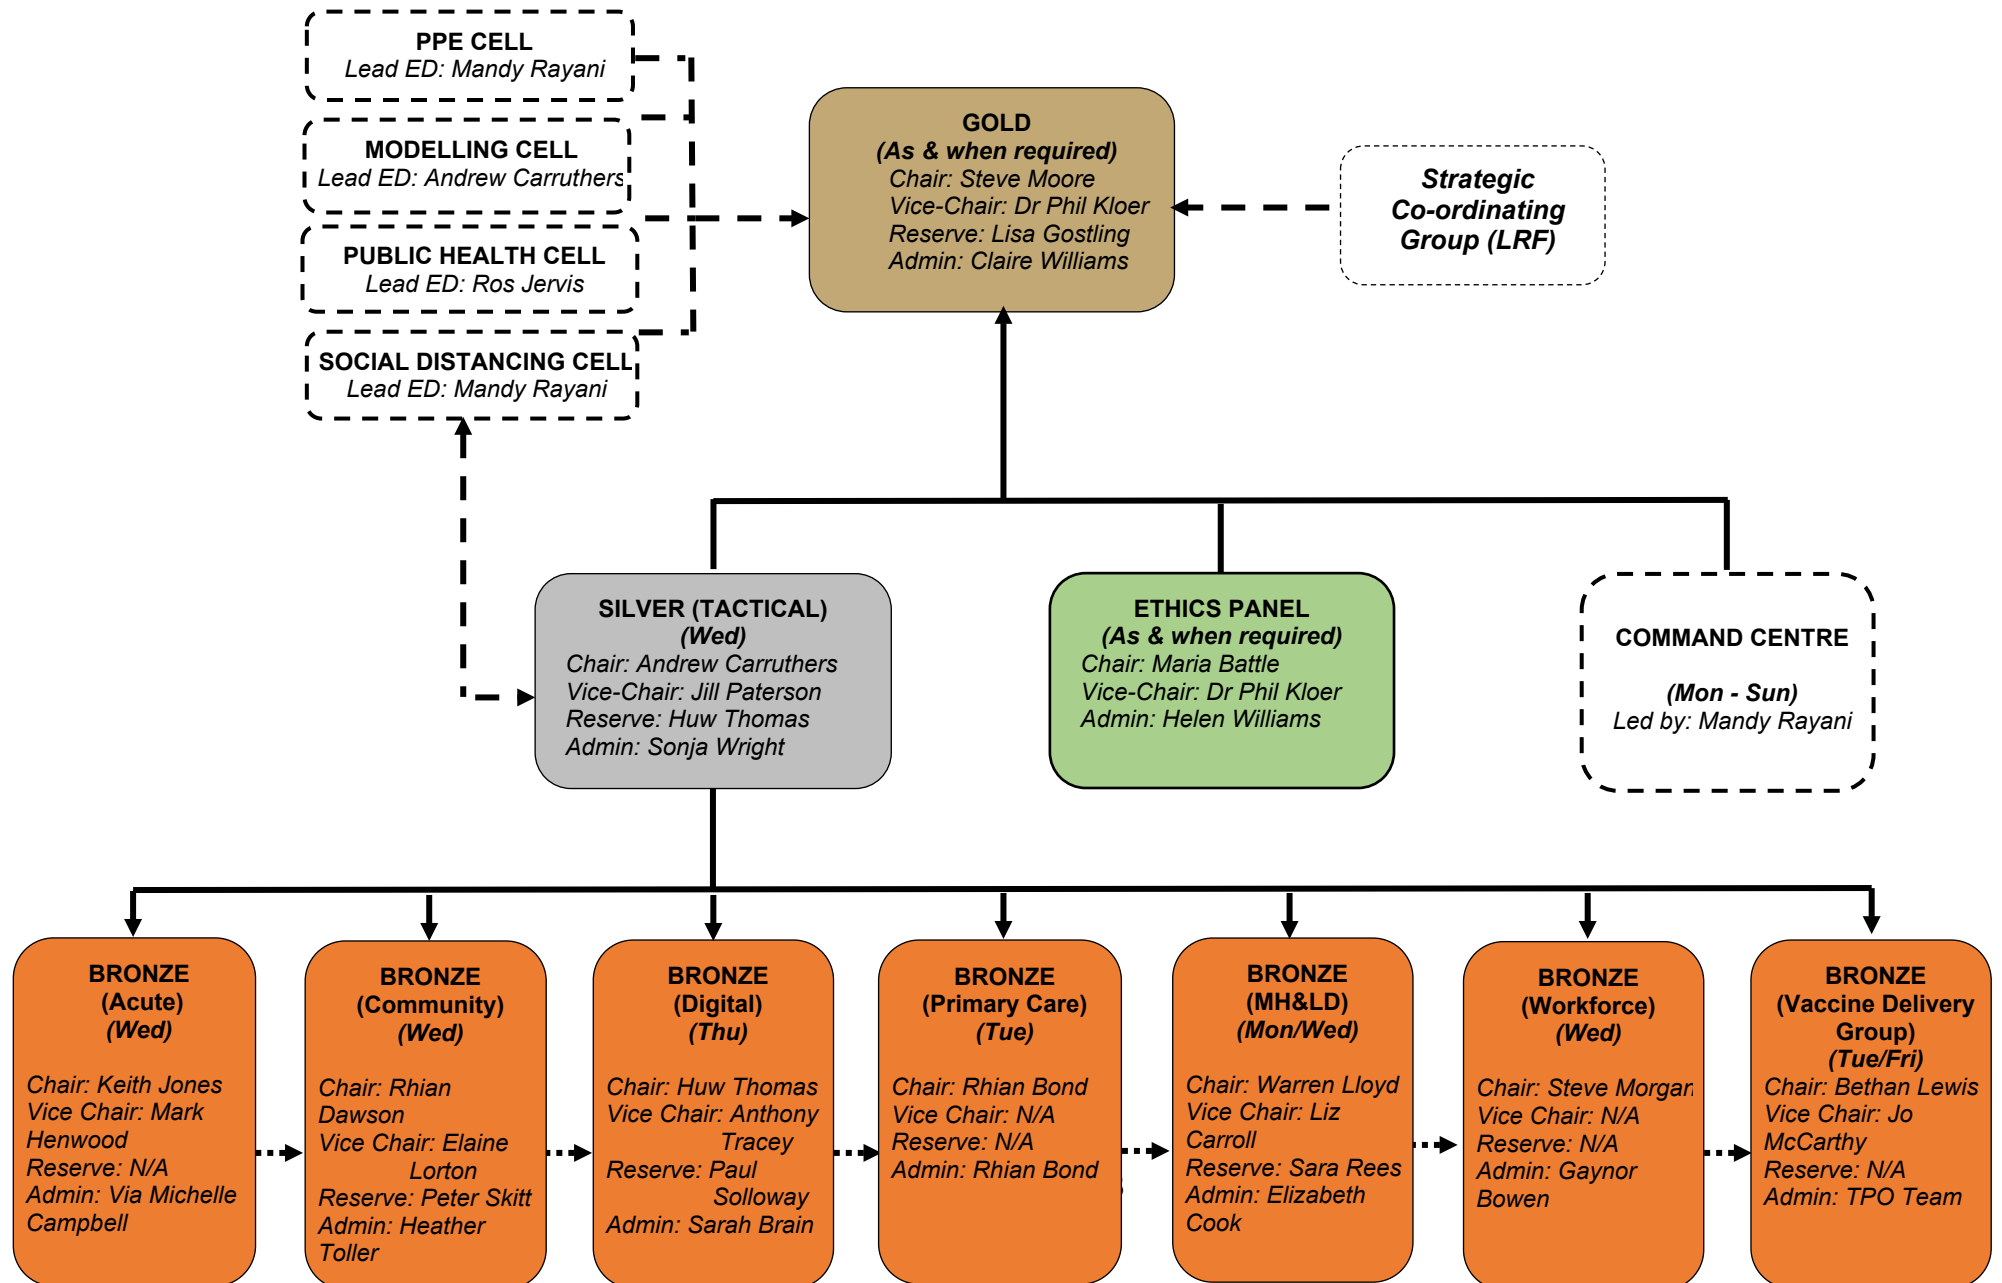 PPE CELL
Lead ED: Mandy Rayani
MODELLING CELL
Lead ED: Andrew Carruthers
PUBLIC HEALTH CELL
Lead ED: Ros Jervis
SOCIAL DISTANCING CELL
Lead ED: Mandy Rayani
GOLD
(As & when required)
Chair: Steve Moore
Vice-Chair: Dr Phil Kloer
Reserve: Lisa Gostling
Admin: Claire Williams
Strategic
Co-ordinating
Group (LRF)
SILVER (TACTICAL)
(Wed)
Chair: Andrew Carruthers
Vice-Chair: Jill Paterson
Reserve: Huw Thomas
Admin: Sonja Wright
ETHICS PANEL
(As & when required)
Chair: Maria Battle
Vice-Chair: Dr Phil Kloer
Admin: Helen Williams
COMMAND CENTRE
(Mon - Sun)
Led by: Mandy Rayani
BRONZE
(Acute)
(Wed)
Chair: Keith Jones
Vice Chair: Mark
Henwood
Reserve: N/A
Admin: Via Michelle
Campbell
BRONZE
(Community)
(Wed)
Chair: Rhian
Dawson
Vice Chair: Elaine
Lorton
Reserve: Peter Skitt
Admin: Heather
Toller
BRONZE
(Digital)
(Thu)
Chair: Huw Thomas
Vice Chair: Anthony
Tracey
Reserve: Paul
Solloway
Admin: Sarah Brain
BRONZE
(Primary Care)
(Tue)
Chair: Rhian Bond
Vice Chair: N/A
Reserve: N/A
Admin: Rhian Bond
BRONZE
(MH&LD)
(Mon/Wed)
Chair: Warren Lloyd
Vice Chair: Liz
Carroll
Reserve: Sara Rees
Admin: Elizabeth
Cook
BRONZE
(Workforce)
(Wed)
Chair: Steve Morgan
Vice Chair: N/A
Reserve: N/A
Admin: Gaynor
Bowen
BRONZE
(Vaccine Delivery
Group)
(Tue/Fri)
Chair: Bethan Lewis
Vice Chair: Jo
McCarthy
Reserve: N/A
Admin: TPO Team